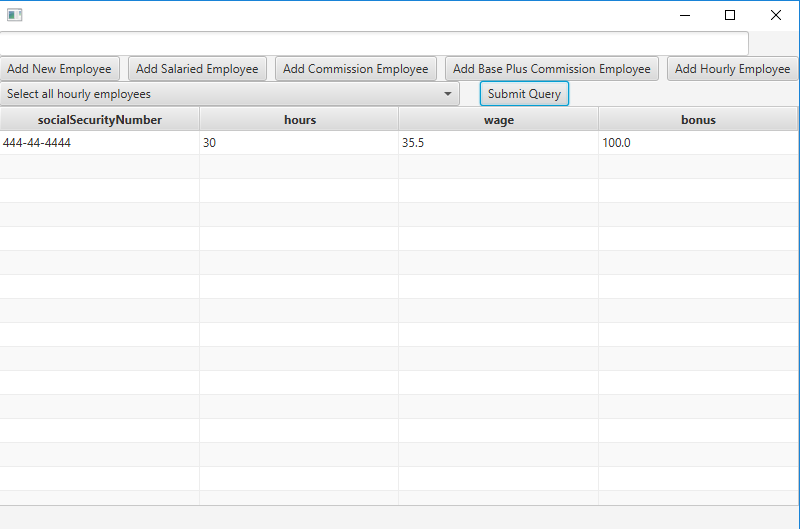 Add New Employee Add Salaried Employee Add Commission Employee Add Base Plus Commission Employee Add Hourly Employee
Select all hourly employees Submit Query
socialSecurityNumber hours wage bonus
444-44-4444 30 35.5 100.0